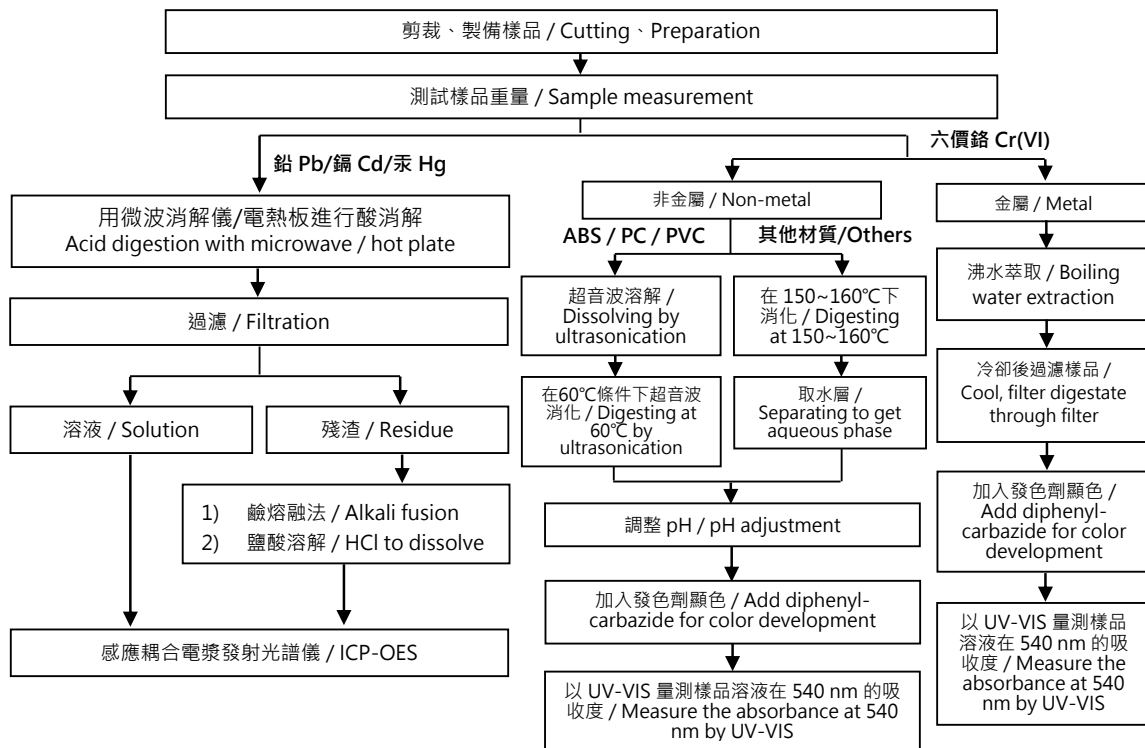 剪裁、製備樣品 / Cutting、Preparation
測試樣品重量 / Sample measurement
鉛 Pb/鎘 Cd/汞 Hg
六價鉻 Cr(VI)
用微波消解儀/電熱板進行酸消解
Acid digestion with microwave / hot plate
過濾 / Filtration
溶液 / Solution
殘渣 / Residue
1) 鹼熔融法 / Alkali fusion
2) 鹽酸溶解 / HCl to dissolve
感應耦合電漿發射光譜儀 / ICP-OES
非金屬 / Non-metal
ABS / PC / PVC
其他材質/Others
超音波溶解 /
Dissolving by
ultrasonication
在60℃條件下超音波
消化 / Digesting at
60℃ by
ultrasonication
在 150~160℃下
消化 / Digesting
at 150~160℃
取水層 /
Separating to get
aqueous phase
調整 pH / pH adjustment
加入發色劑顯色 / Add diphenyl-
carbazide for color development
以 UV-VIS 量測樣品溶液在 540 nm 的吸
收度 / Measure the absorbance at 540
nm by UV-VIS
金屬 / Metal
沸水萃取 / Boiling
water extraction
冷卻後過濾樣品 /
Cool, filter digestate
through filter
加入發色劑顯色 /
Add diphenyl-
carbazide for color
development
以 UV-VIS 量測樣品
溶液在 540 nm 的吸
收度 / Measure the
absorbance at 540
nm by UV-VIS